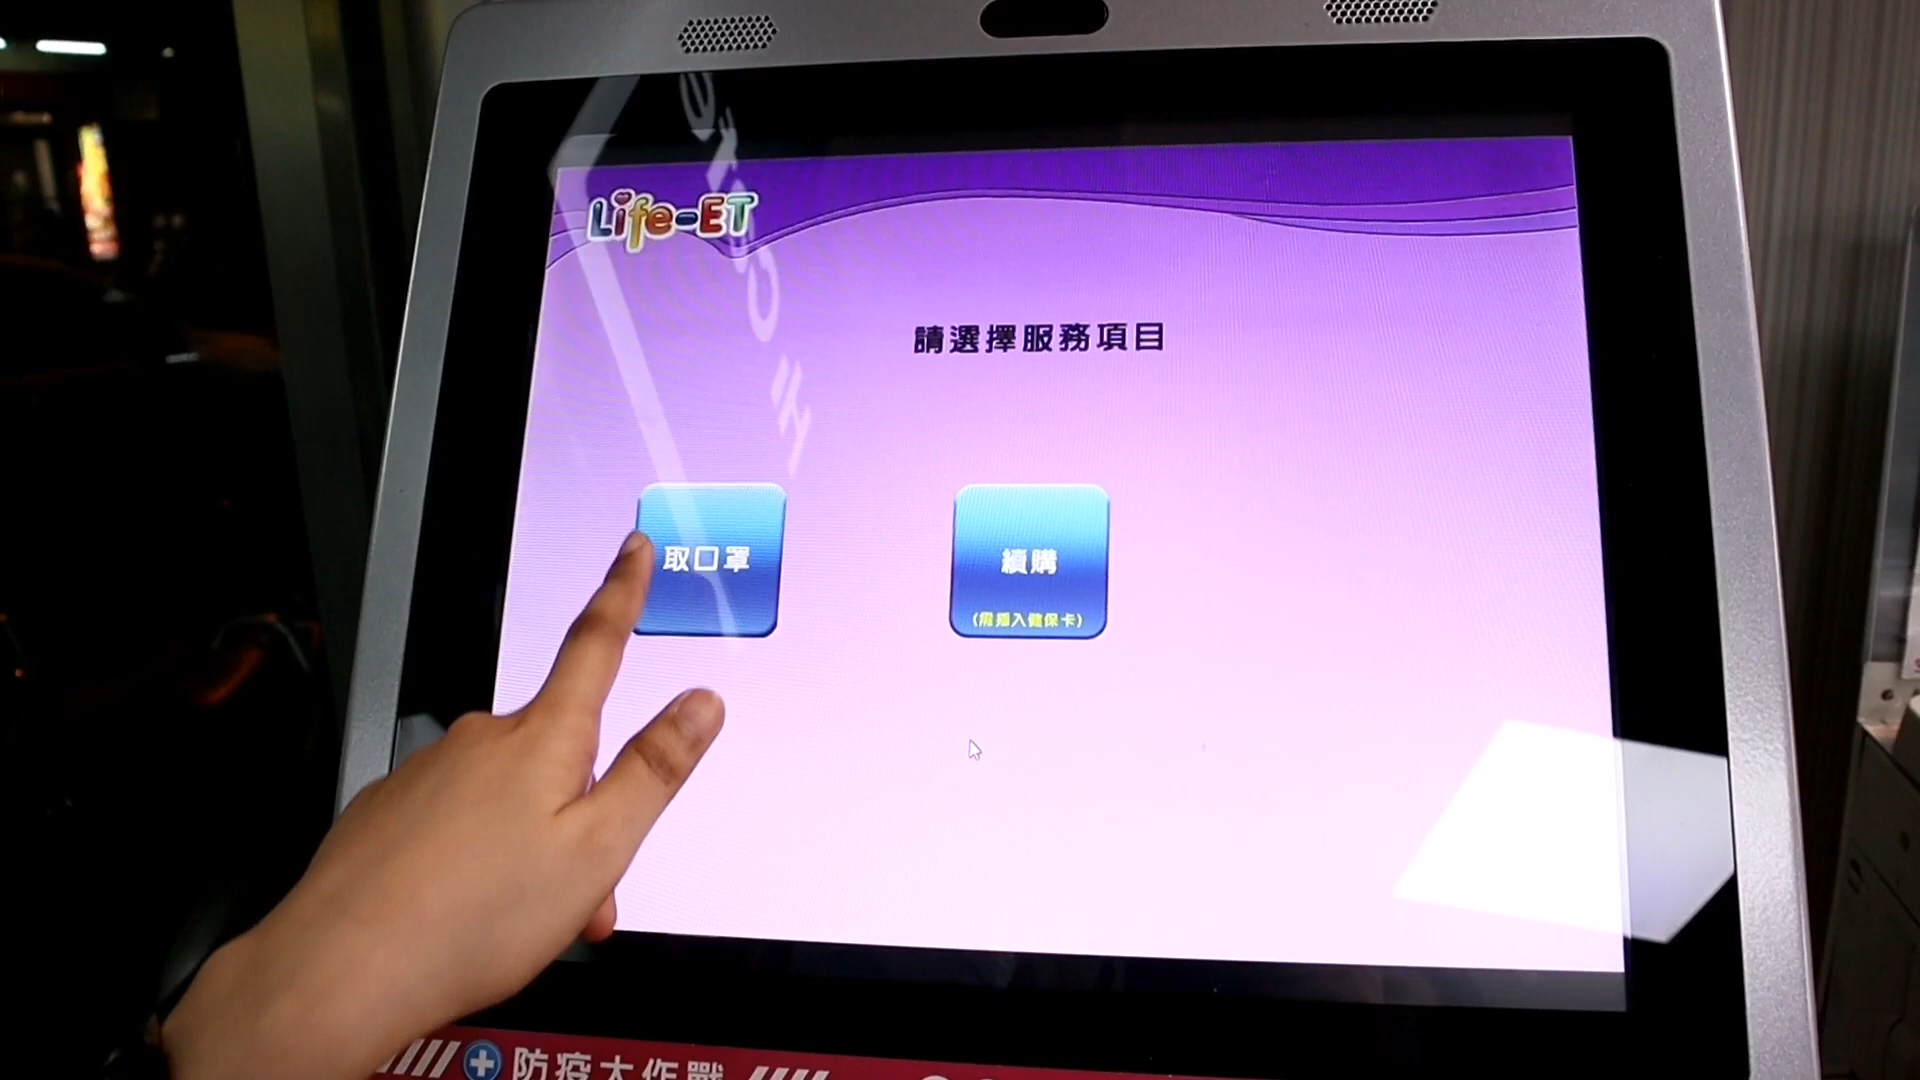 Life-ET
請選擇服務項目
取口罩
續購
(需插入健保卡)
防疫大作戰